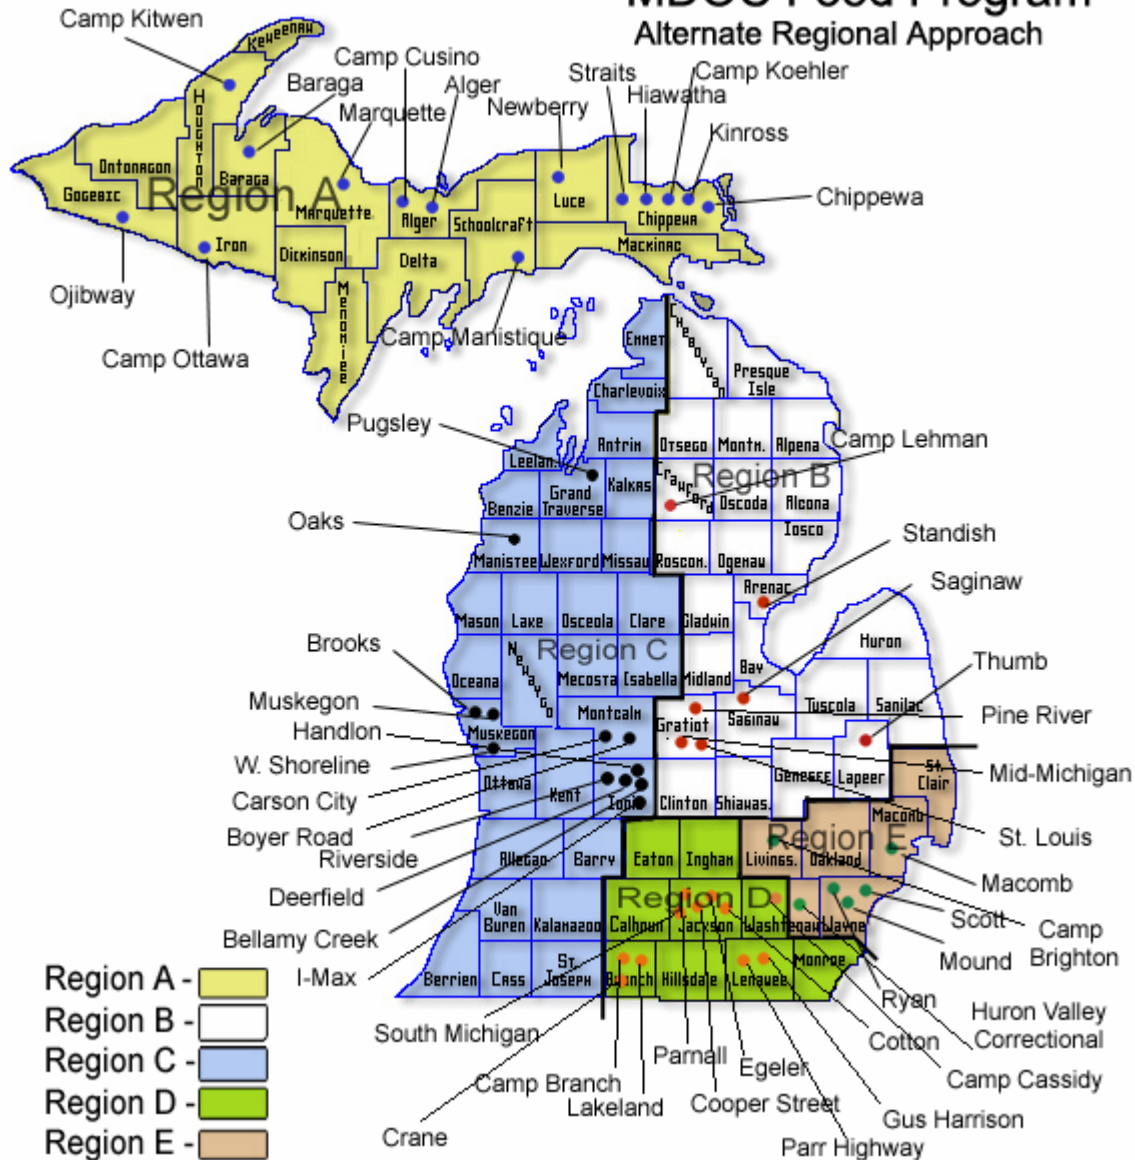 MDOC Food Program
Alternate Regional Approach
Camp Kitwen
Keweenaw
Camp Cusino
Baraga
Alger
Marquette
Newberry
Straits
Camp Koehler
Hiawatha
Kinross
Chippewa
Houghton
Ontonagon
Gogebic
Baraga
Region A
Marquette
Alger
Schoolcraft
Luce
Chippewa
Mackinac
Iron
Dickinson
Delta
Menomiee
Ojibway
Camp Ottawa
Camp Manistique
Emmet
Cheboygan
Presque
Isle
Charlevoix
Pugsley
Antrim
Otsego
Montm.
Alpena
Camp Lehman
Leelan.
Region B
Kalkas
Crawford
Benzie
Grand
Traverse
Oscoda
Alcona
Oaks
Iosco
Standish
Manistee
Wexford
Missau
Roscom.
Ogemaw
Arenac
Saginaw
Mason
Lake
Osceola
Clare
Gladwin
Huron
Brooks
Newaygo
Region C
Bay
Thumb
Oceana
Mecosta
Isabella
Midland
Muskegon
Montcalm
Gratiot
Saginaw
Tuscola
Sanilac
Pine River
Handlon
Muskegon
W. Shoreline
St.
Clair
Mid-Michigan
Ottawa
Kent
Ionia
Clinton
Shiawas.
Genesee
Lapeer
Carson City
Boyer Road
Macomb
St. Louis
Riverside
Region E
Allegan
Barry
Eaton
Ingham
Livings.
Oakland
Macomb
Deerfield
Region D
Scott
Van
Buren
Kalamazoo
Calhoun
Jackson
Washtenaw
Wayne
Camp
Brighton
Bellamy Creek
Mound
I-Max
Berrien
Cass
St.
Joseph
Branch
Hillsdale
Lenawee
Monroe
Ryan
Huron Valley
Correctional
South Michigan
Cotton
Parnall
Egeler
Camp Cassidy
Camp Branch
Lakeland
Cooper Street
Gus Harrison
Crane
Parr Highway
Region A -
Region B -
Region C -
Region D -
Region E -